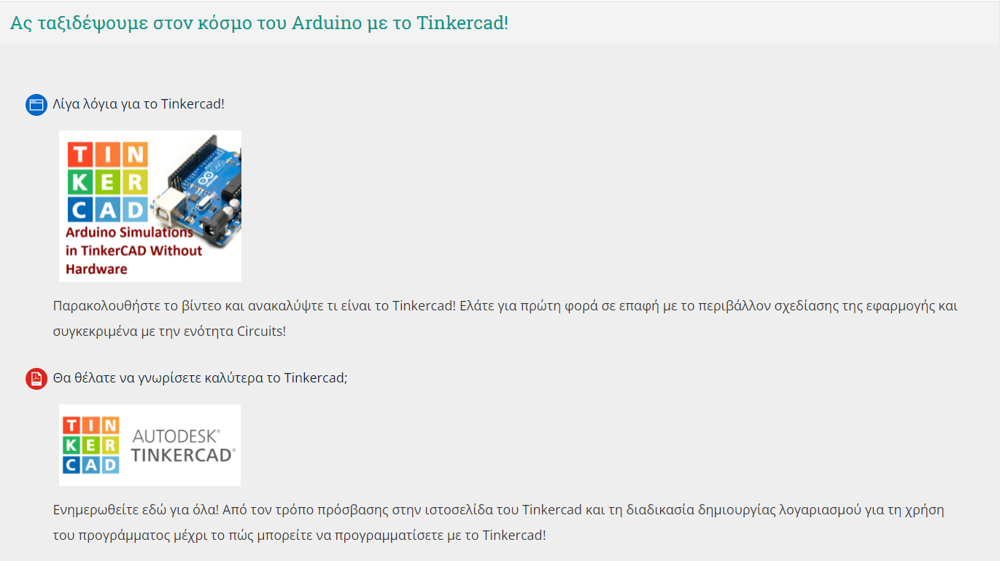 Ας ταξιδέψουμε στον κόσμο του Arduino με το Tinkercad!
Λίγα λόγια για το Tinkercad!
TIN
KER
CAD
Arduino Simulations
in TinkerCAD Without
Hardware
Παρακολουθήστε το βίντεο και ανακαλύψτε τι είναι το Tinkercad! Ελάτε για πρώτη φορά σε επαφή με το περιβάλλον σχεδίασης της εφαρμογής και
συγκεκριμένα με την ενότητα Circuits!
Θα θέλατε να γνωρίσετε καλύτερα το Tinkercad;
TIN
KER
CAD
AUTODESK®
TINKERCAD®
Ενημερωθείτε εδώ για όλα! Από τον τρόπο πρόσβασης στην ιστοσελίδα του Tinkercad και τη διαδικασία δημιουργίας λογαριασμού για τη χρήση
του προγράμματος μέχρι το πώς μπορείτε να προγραμματίσετε με το Tinkercad!